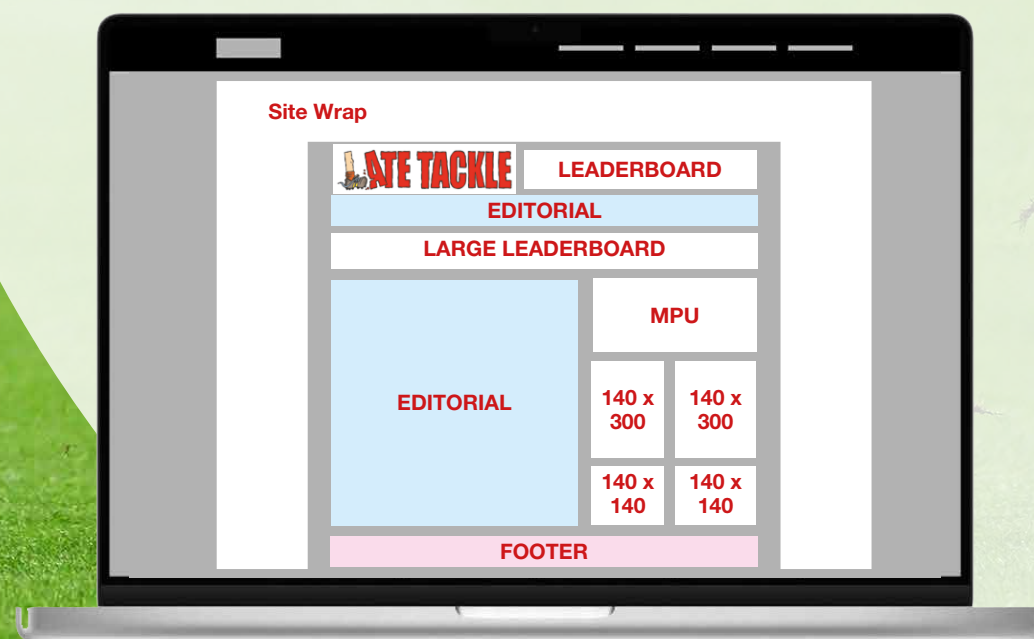 Site Wrap
LATE TACKLE
LEADERBOARD
EDITORIAL
LARGE LEADERBOARD
MPU
EDITORIAL
140 x
300
140 x
300
140 x
140
140 x
140
FOOTER